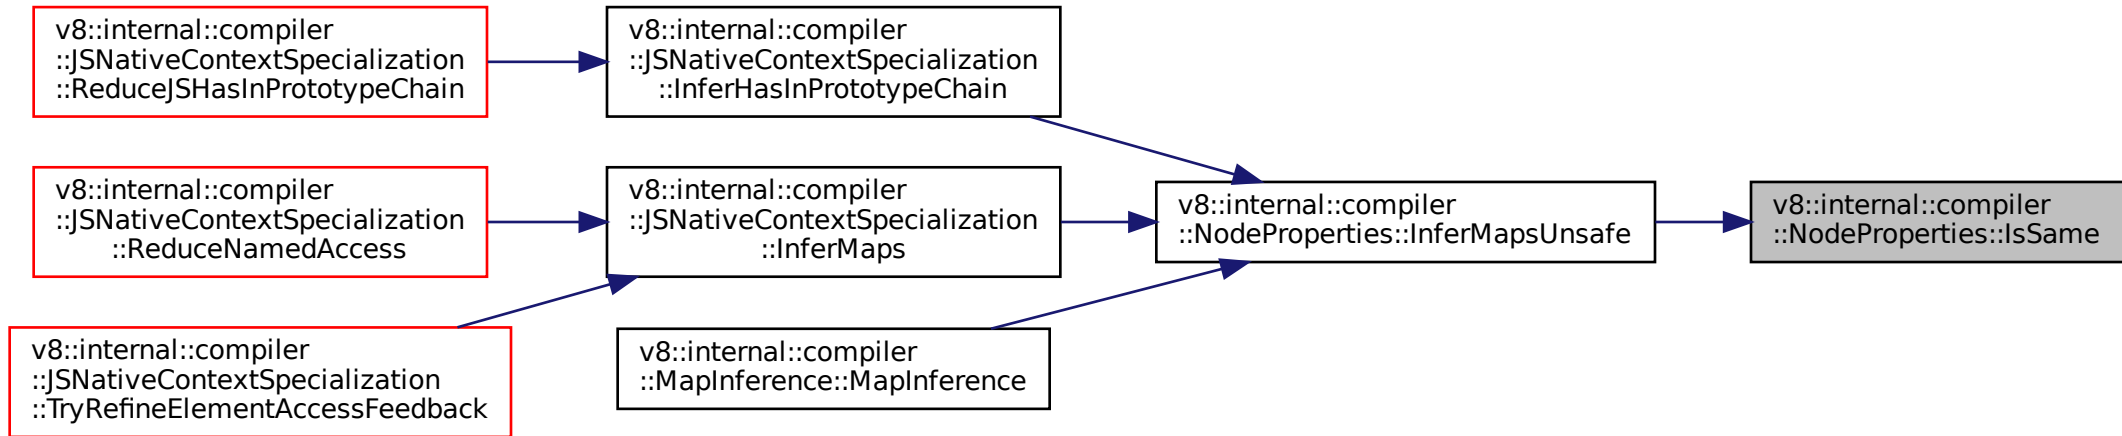 v8::internal::compiler
::JSNativeContextSpecialization
::ReduceJSHasInPrototypeChain
v8::internal::compiler
::JSNativeContextSpecialization
::InferHasInPrototypeChain
v8::internal::compiler
::JSNativeContextSpecialization
::ReduceNamedAccess
v8::internal::compiler
::JSNativeContextSpecialization
::InferMaps
v8::internal::compiler
::NodeProperties::InferMapsUnsafe
v8::internal::compiler
::NodeProperties::IsSame
v8::internal::compiler
::JSNativeContextSpecialization
::TryRefineElementAccessFeedback
v8::internal::compiler
::MapInference::MapInference